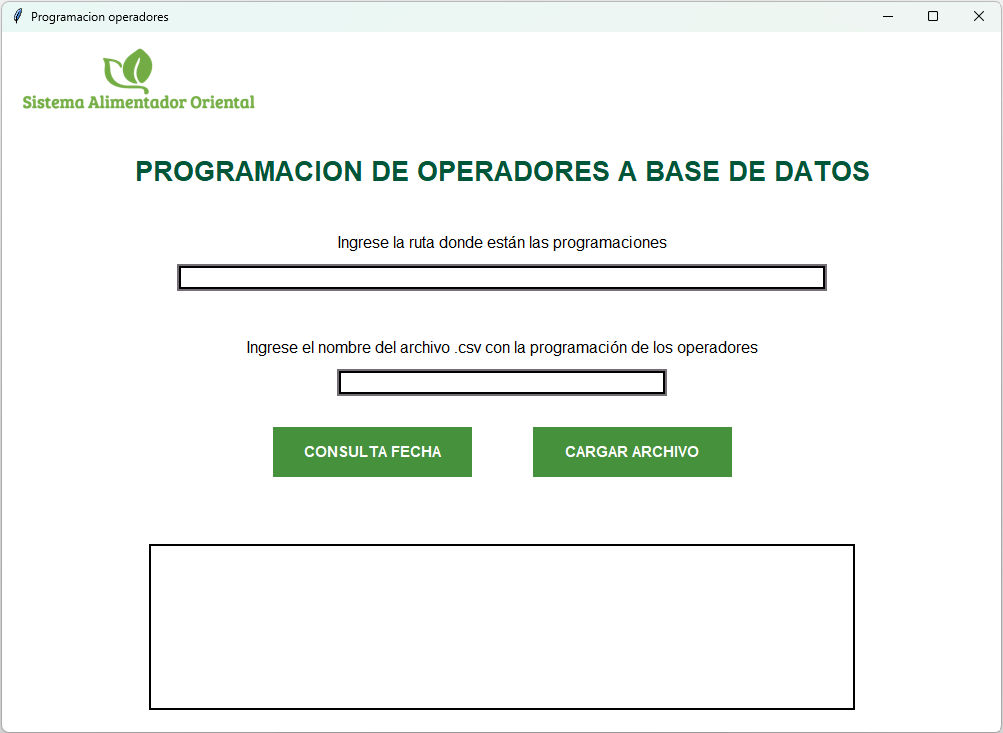 Programacion operadores
Sistema Alimentador Oriental
PROGRAMACION DE OPERADORES A BASE DE DATOS
Ingrese la ruta donde están las programaciones
Ingrese el nombre del archivo .csv con la programación de los operadores
CONSULTA FECHA
CARGAR ARCHIVO